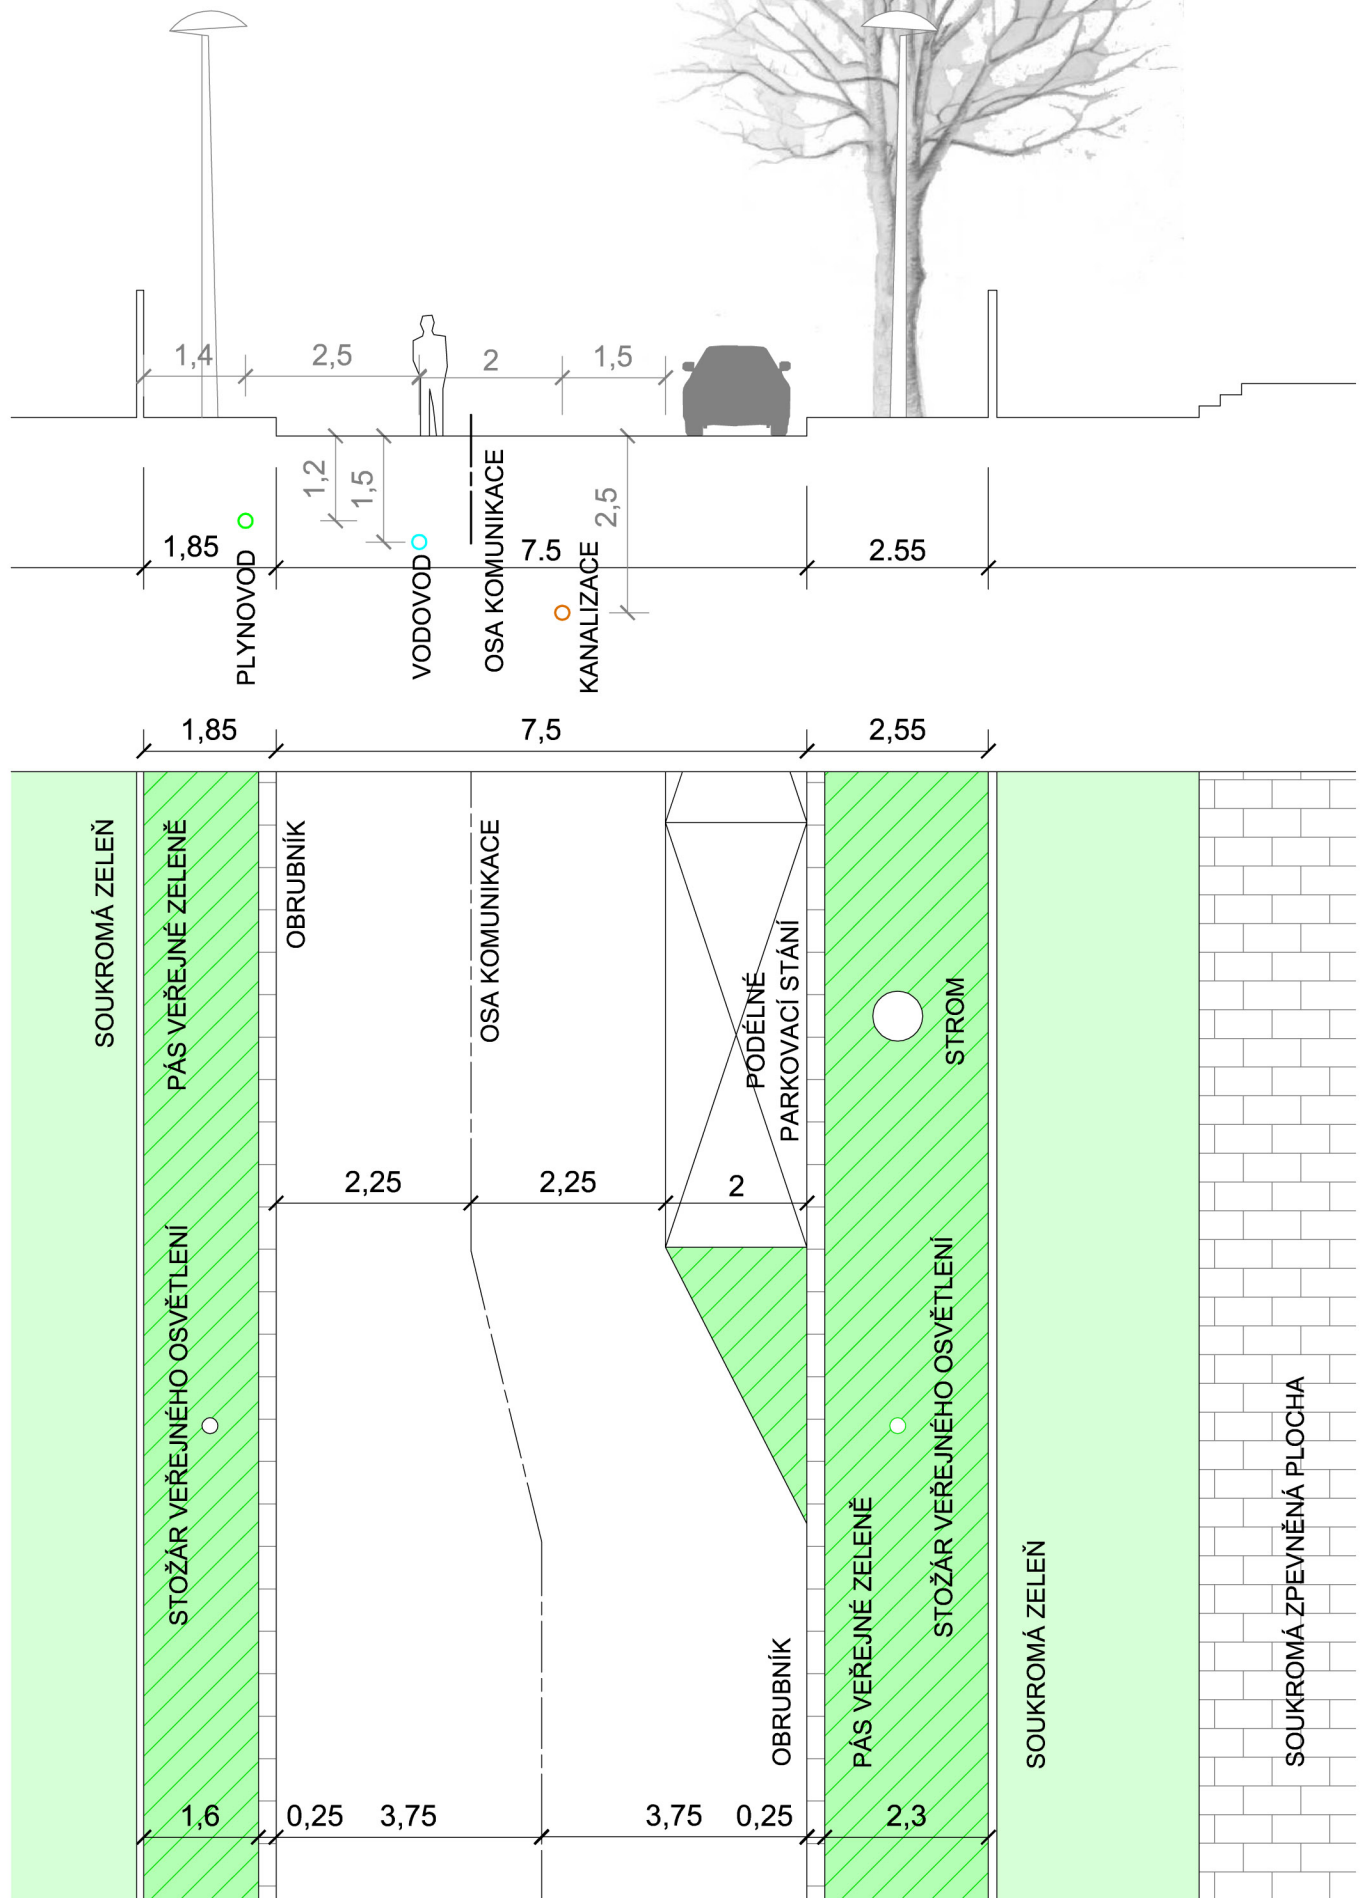 1,4
2,5
2
1,5
1,2
1,5
2,5
OSA KOMUNIKACE
1,85
7.5
2.55
PLYNOVOD
VODOVOD
KANALIZACE
1,85
7,5
2,55
SOUKROMÁ ZELEŇ
PÁS VEŘEJNÉ ZELENĚ
OBRUBNÍK
OSA KOMUNIKACE
PODÉLNÉ
PARKOVACÍ STÁNÍ
STROM
2,25
2,25
2
STOŽÁR VEŘEJNÉHO OSVĚTLENÍ
STOŽÁR VEŘEJNÉHO OSVĚTLENÍ
OBRUBNÍK
PÁS VEŘEJNÉ ZELENĚ
SOUKROMÁ ZELEŇ
SOUKROMÁ ZPEVNĚNÁ PLOCHA
1,6
0,25
3,75
3,75
0,25
2,3